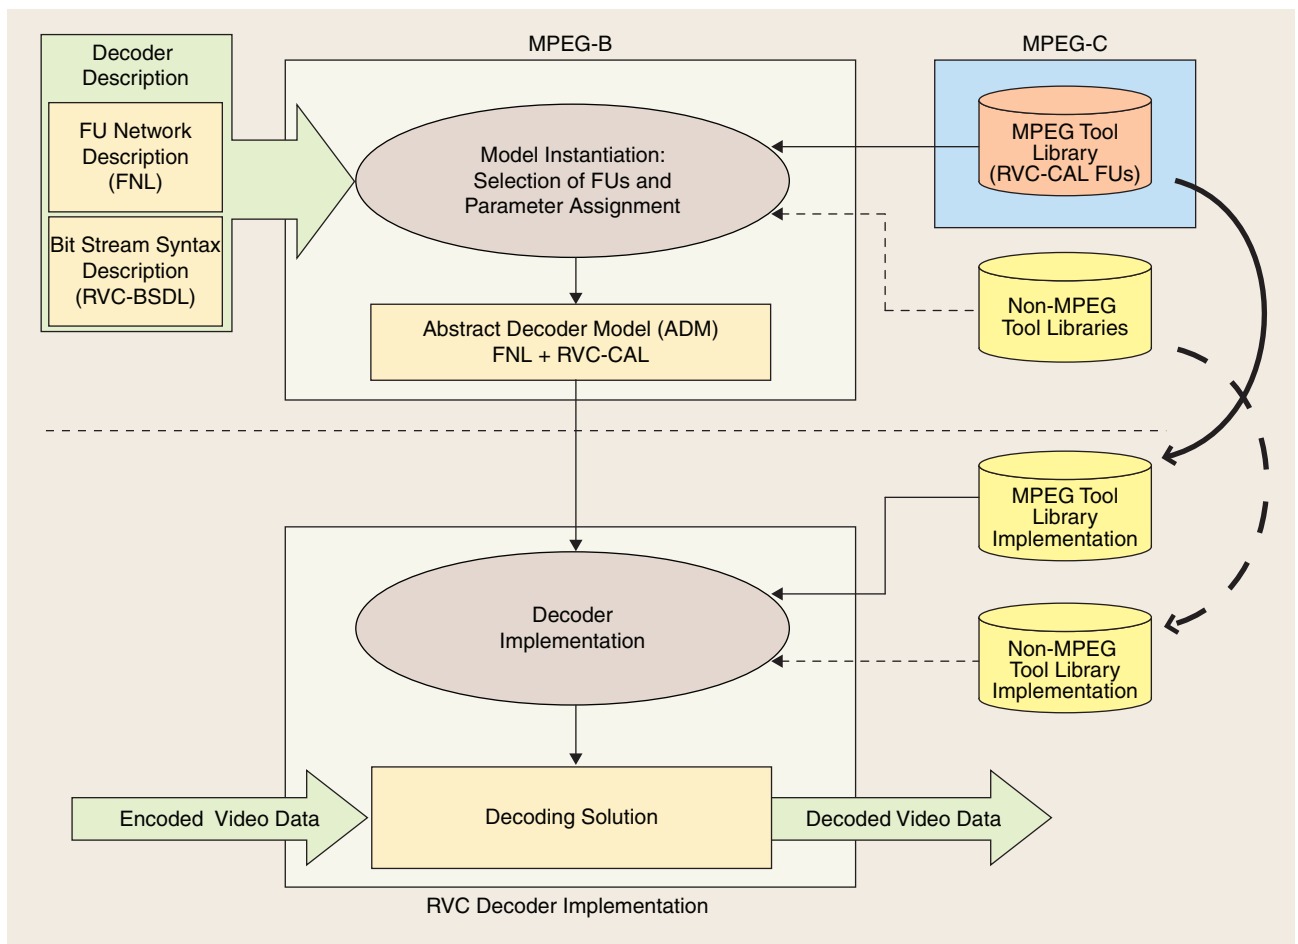 Decoder
Description
FU Network
Description
(FNL)
Bit Stream Syntax
Description
(RVC-BSDL)
MPEG-B
Model Instantiation:
Selection of FUs and
Parameter Assignment
Abstract Decoder Model (ADM)
FNL + RVC-CAL
MPEG-C
MPEG Tool
Library
(RVC-CAL FUs)
Non-MPEG
Tool Libraries
MPEG Tool
Library
Implementation
Decoder
Implementation
Non-MPEG
Tool Library
Implementation
Encoded Video Data
Decoding Solution
Decoded Video Data
RVC Decoder Implementation